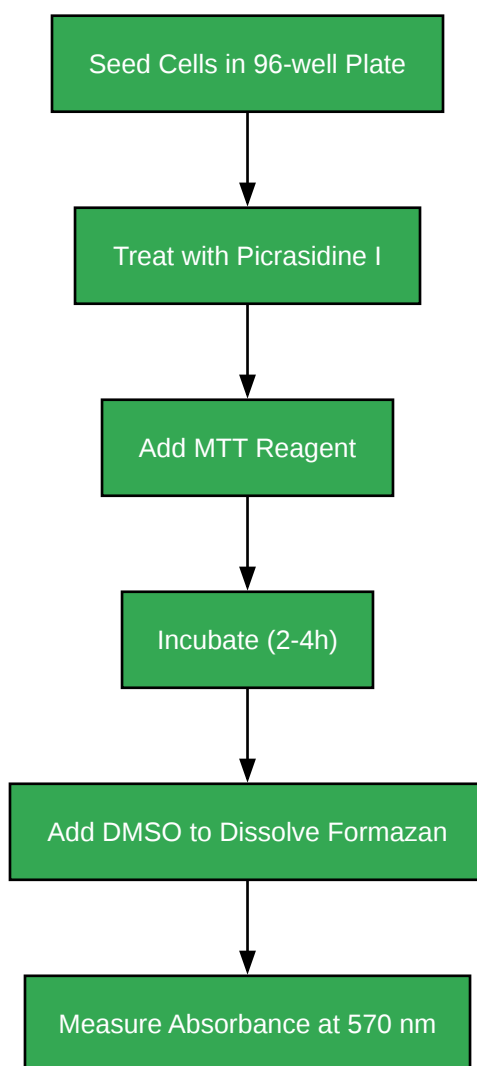 Seed Cells in 96-well Plate
Treat with Picrasidine I
Add MTT Reagent
Incubate (2-4h)
Add DMSO to Dissolve Formazan
Measure Absorbance at 570 nm